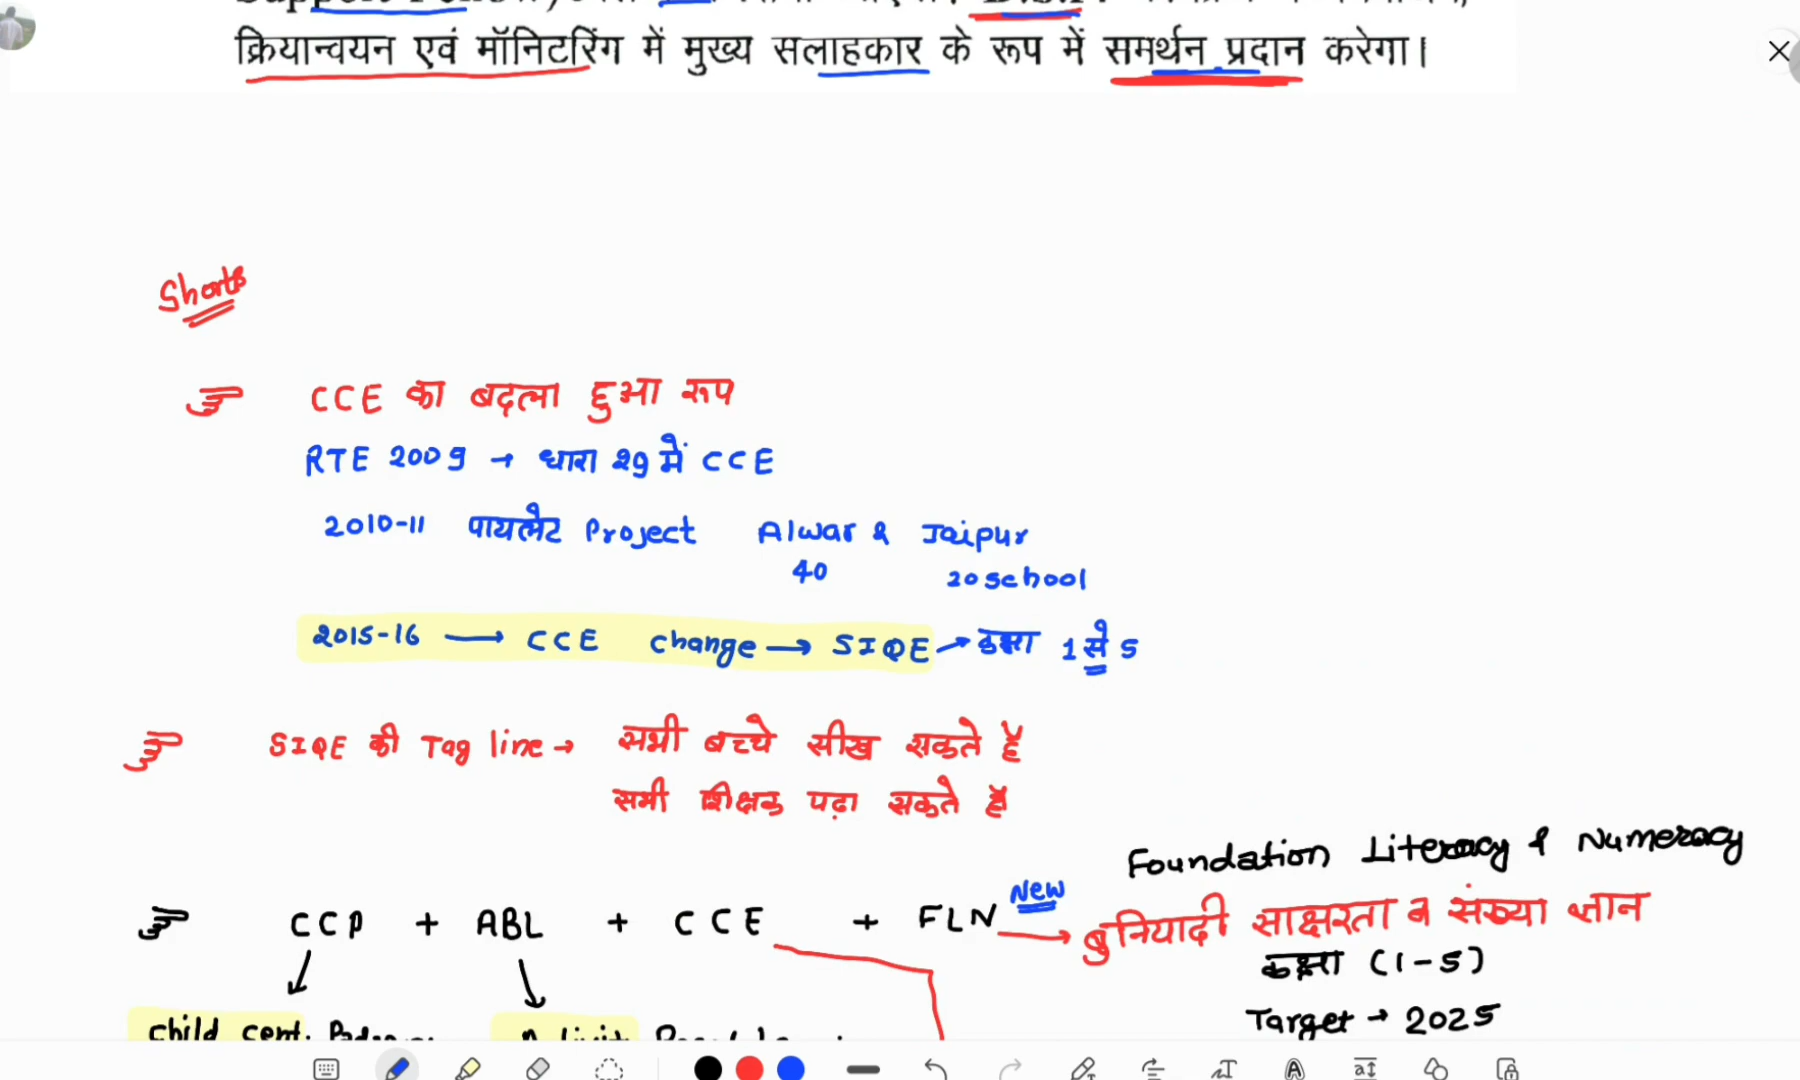 क्रियान्वयन एवं मॉनिटरिंग में मुख्य सलाहकार के रूप में समर्थन प्रदान करेगा।
Shorts
CCE का बदला हुआ रूप
RTE 2009 → धारा 29 में CCE
2010-11 पायलेट Project Alwar & Jaipur
40 20 school
2015-16 → CCE change → SIQE → कक्षा 1 से 5
SIQE की Tag line → सभी बच्चे सीख सकते हैं
सभी शिक्षक पढ़ा सकते हैं
Foundation Literacy & Numeracy
CCP + ABL + CCE + FLN New → बुनियादी साक्षरता व संख्या ज्ञान
कक्षा (1-5)
Target → 2025
child cent.